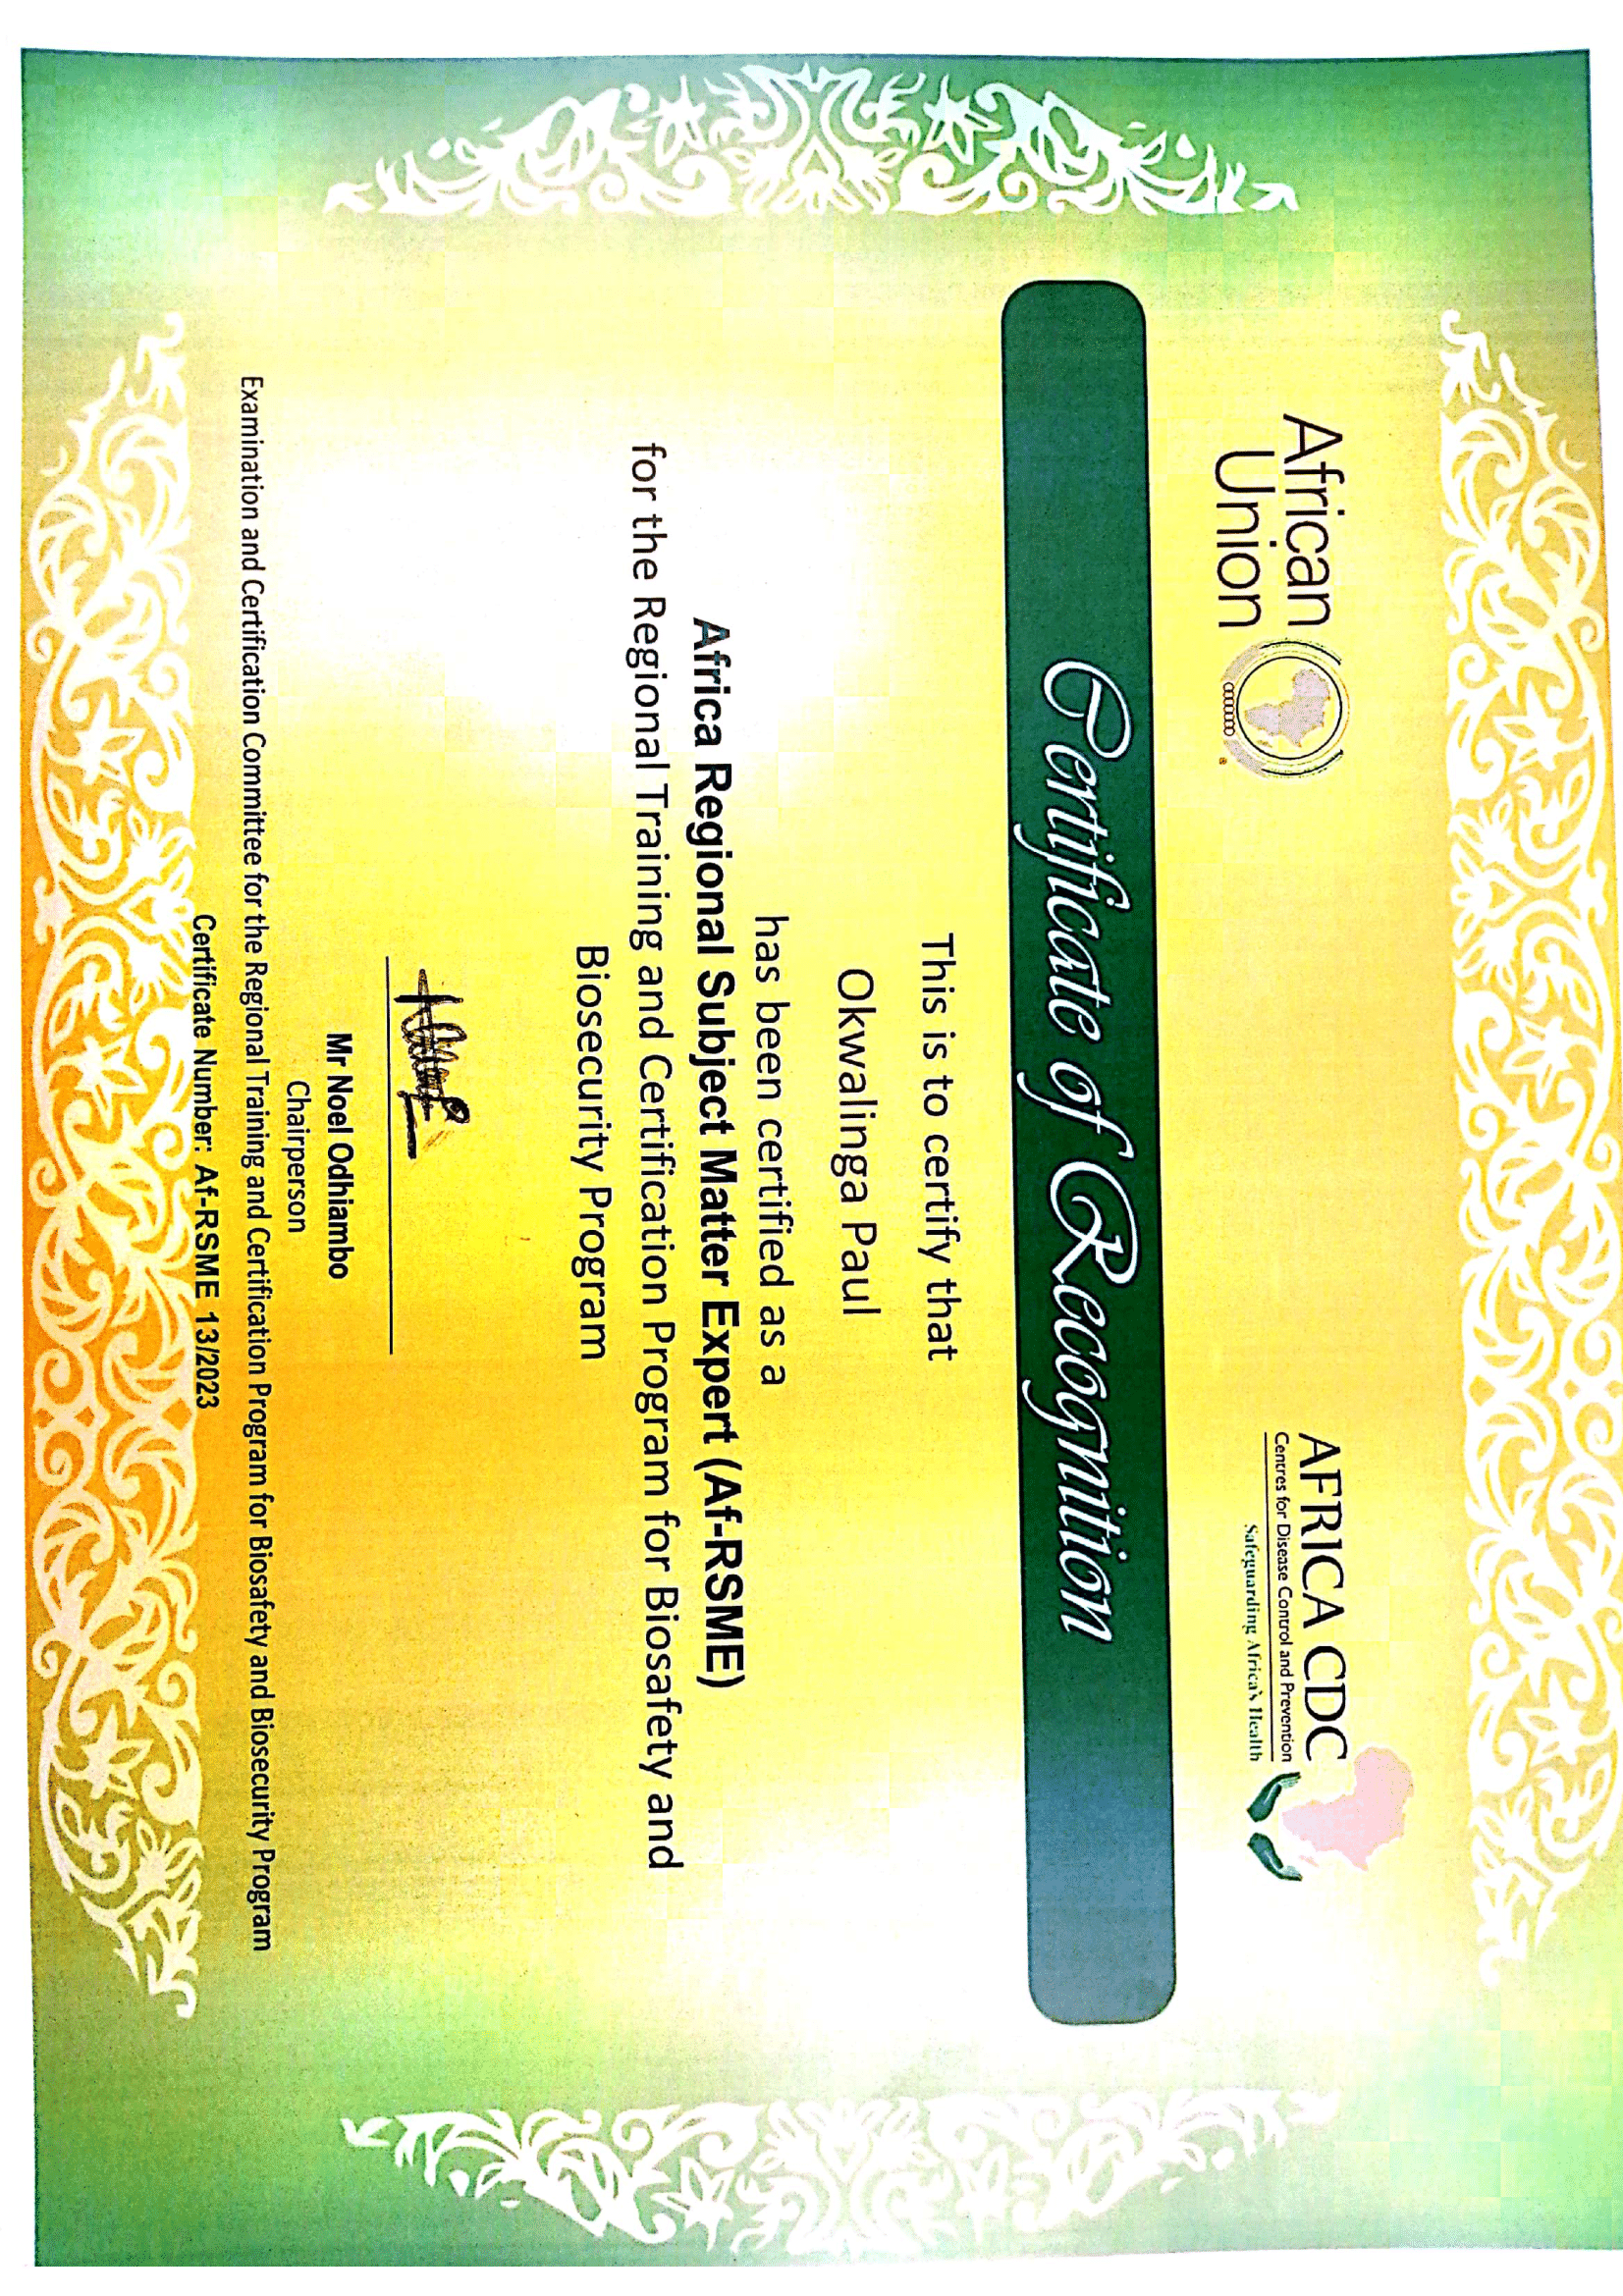 African
Union
AFRICA CDC
Centres for Disease Control and Prevention
Safeguarding Africa's Health
Certificate of Recognition
This is to certify that
Okwalinga Paul
has been certified as a
Africa Regional Subject Matter Expert (Af-RSME)
for the Regional Training and Certification Program for Biosafety and
Biosecurity Program
Mr Noel Odhiambo
Chairperson
Examination and Certification Committee for the Regional Training and Certification Program for Biosafety and Biosecurity Program
Certificate Number: Af-RSME 13/2023